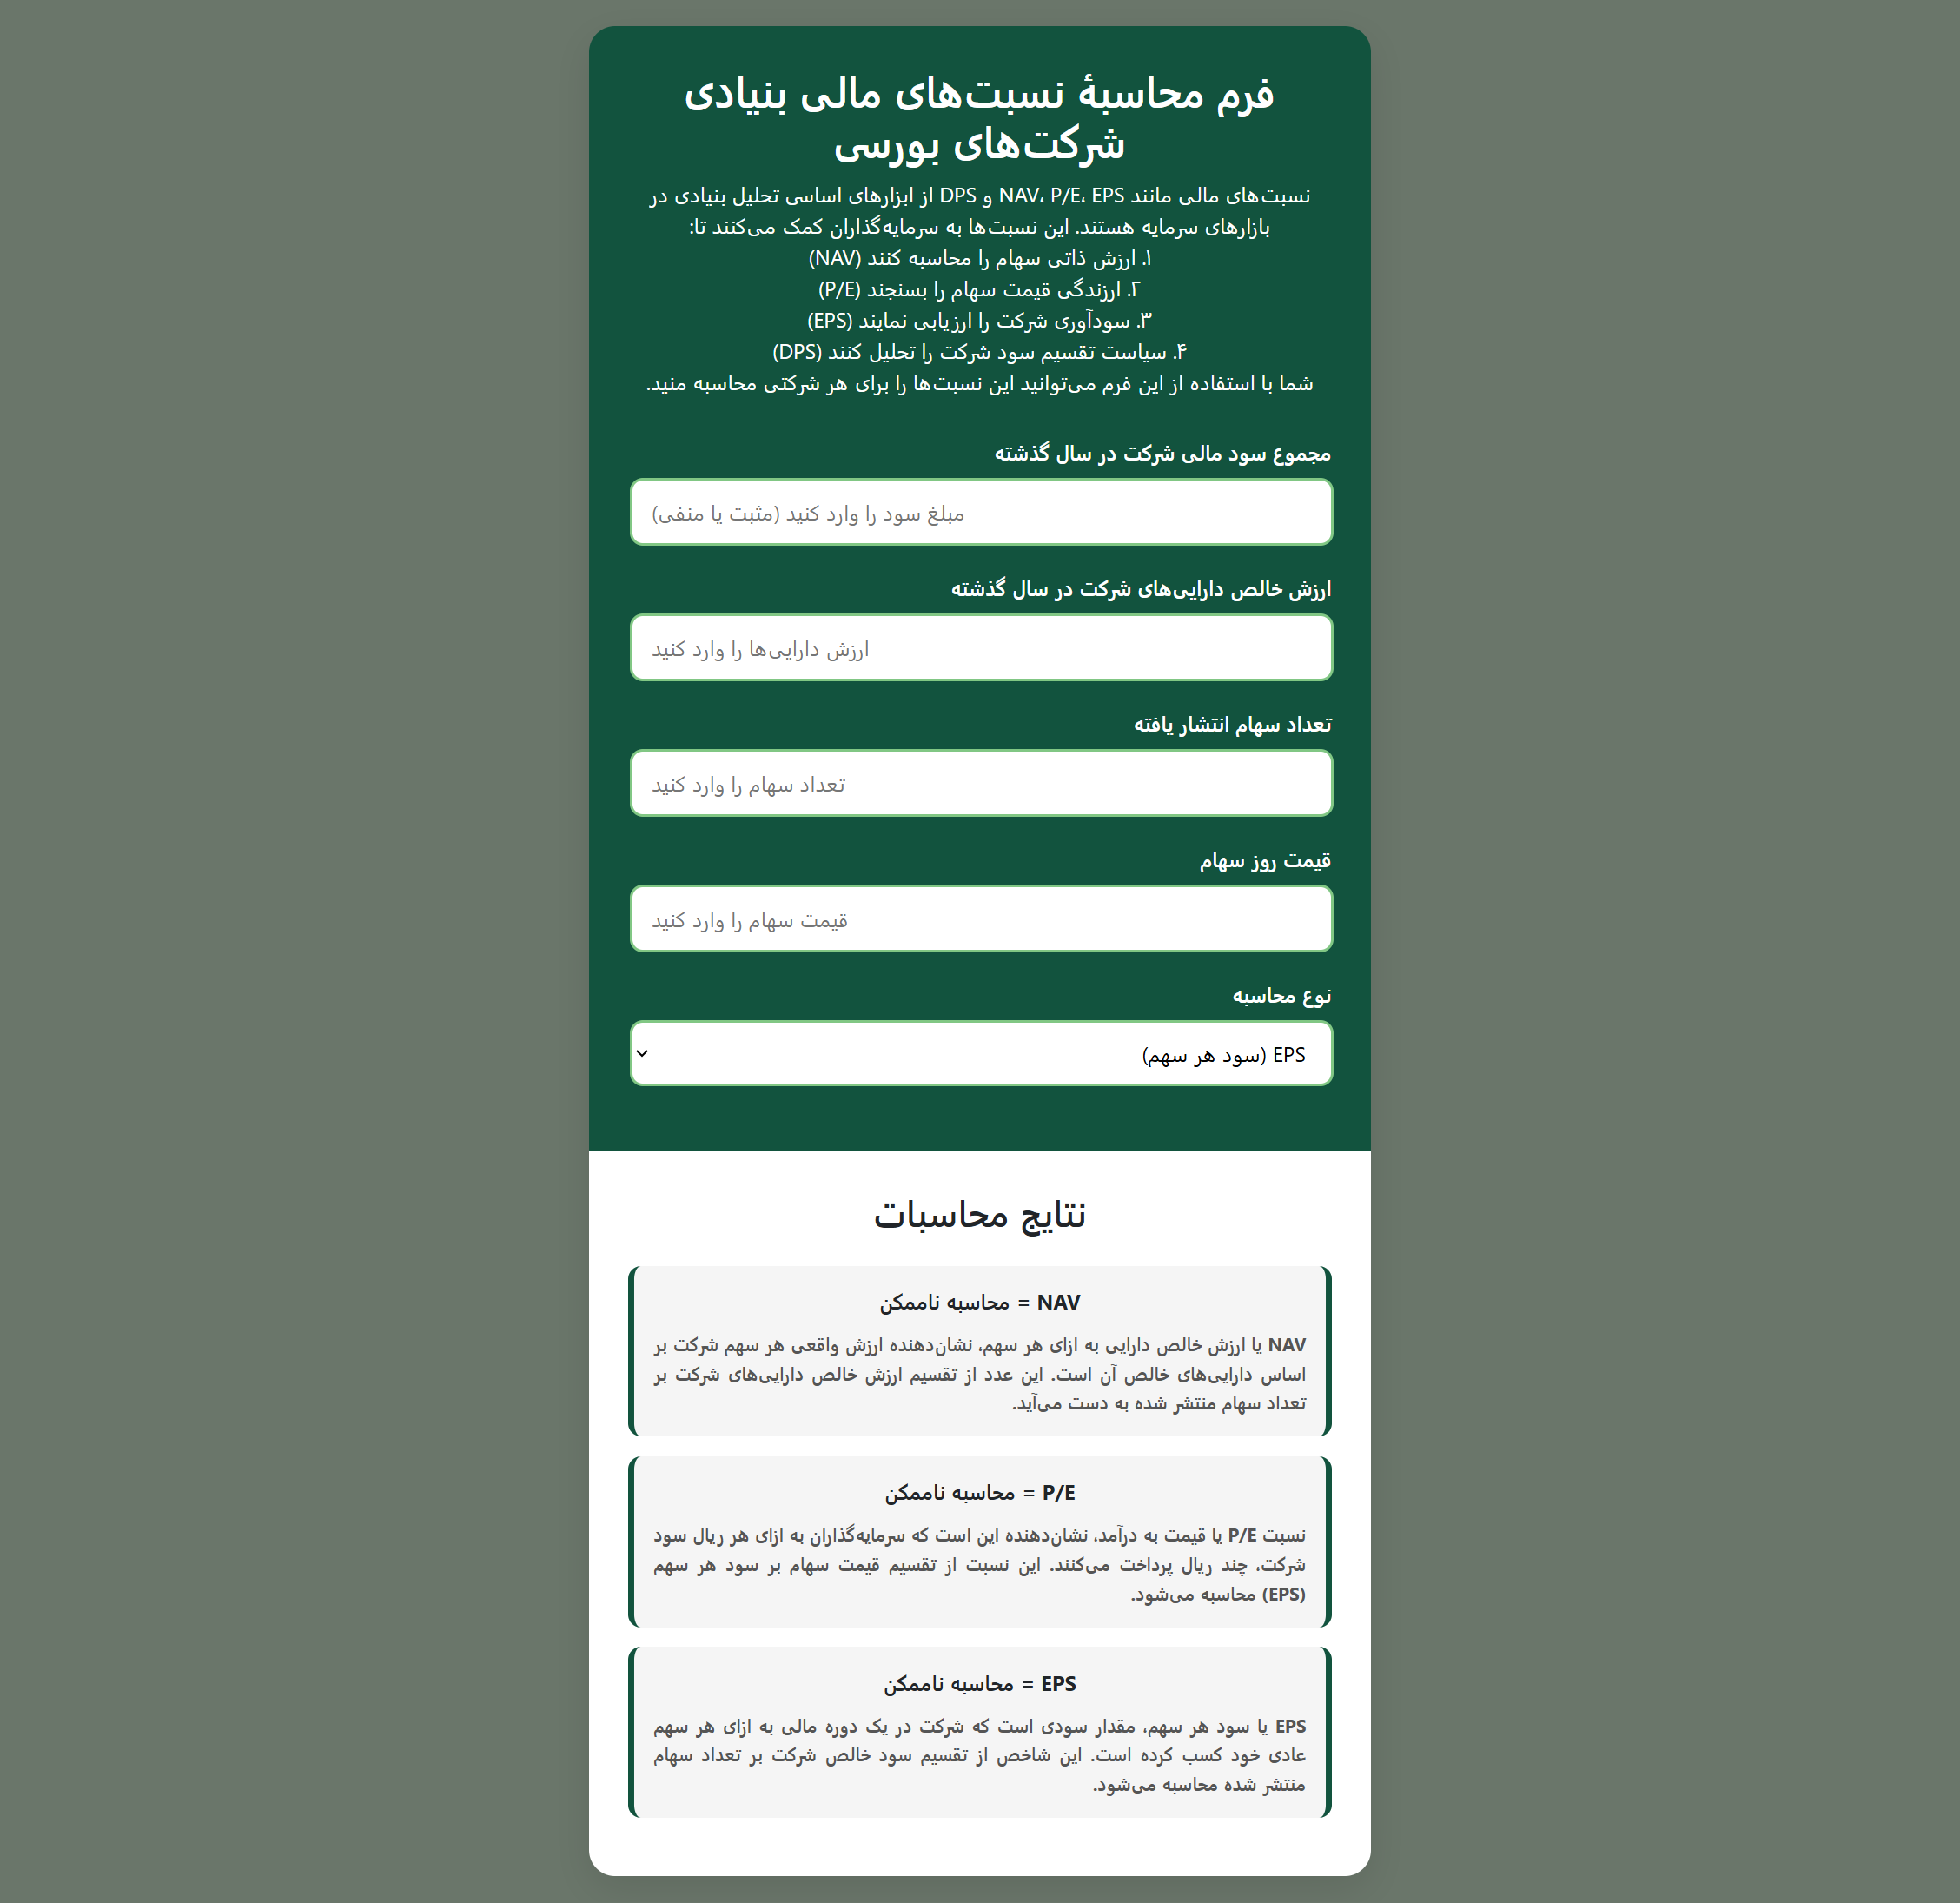 فرم محاسبهٔ نسبت‌های مالی بنیادی
شرکت‌های بورسی
نسبت‌های مالی مانند NAV، P/E، EPS و DPS از ابزارهای اساسی تحلیل بنیادی در
بازارهای سرمایه هستند. این نسبت‌ها به سرمایه‌گذاران کمک می‌کنند تا:
۱. ارزش ذاتی سهام را محاسبه کنند (NAV)
۲. ارزندگی قیمت سهام را بسنجند (P/E)
۳. سودآوری شرکت را ارزیابی نمایند (EPS)
۴. سیاست تقسیم سود شرکت را تحلیل کنند (DPS)
شما با استفاده از این فرم می‌توانید این نسبت‌ها را برای هر شرکتی محاسبه منید.
مجموع سود مالی شرکت در سال گذشته
مبلغ سود را وارد کنید (مثبت یا منفی)
ارزش خالص دارایی‌های شرکت در سال گذشته
ارزش دارایی‌ها را وارد کنید
تعداد سهام انتشار یافته
تعداد سهام را وارد کنید
قیمت روز سهام
قیمت سهام را وارد کنید
نوع محاسبه
EPS (سود هر سهم)
نتایج محاسبات
NAV = محاسبه ناممکن
NAV یا ارزش خالص دارایی به ازای هر سهم، نشان‌دهنده ارزش واقعی هر سهم شرکت بر
اساس دارایی‌های خالص آن است. این عدد از تقسیم ارزش خالص دارایی‌های شرکت بر
تعداد سهام منتشر شده به دست می‌آید.
P/E = محاسبه ناممکن
نسبت P/E یا قیمت به درآمد، نشان‌دهنده این است که سرمایه‌گذاران به ازای هر ریال سود
شرکت، چند ریال پرداخت می‌کنند. این نسبت از تقسیم قیمت سهام بر سود هر سهم
(EPS) محاسبه می‌شود.
EPS = محاسبه ناممکن
EPS یا سود هر سهم، مقدار سودی است که شرکت در یک دوره مالی به ازای هر سهم
عادی خود کسب کرده است. این شاخص از تقسیم سود خالص شرکت بر تعداد سهام
منتشر شده محاسبه می‌شود.